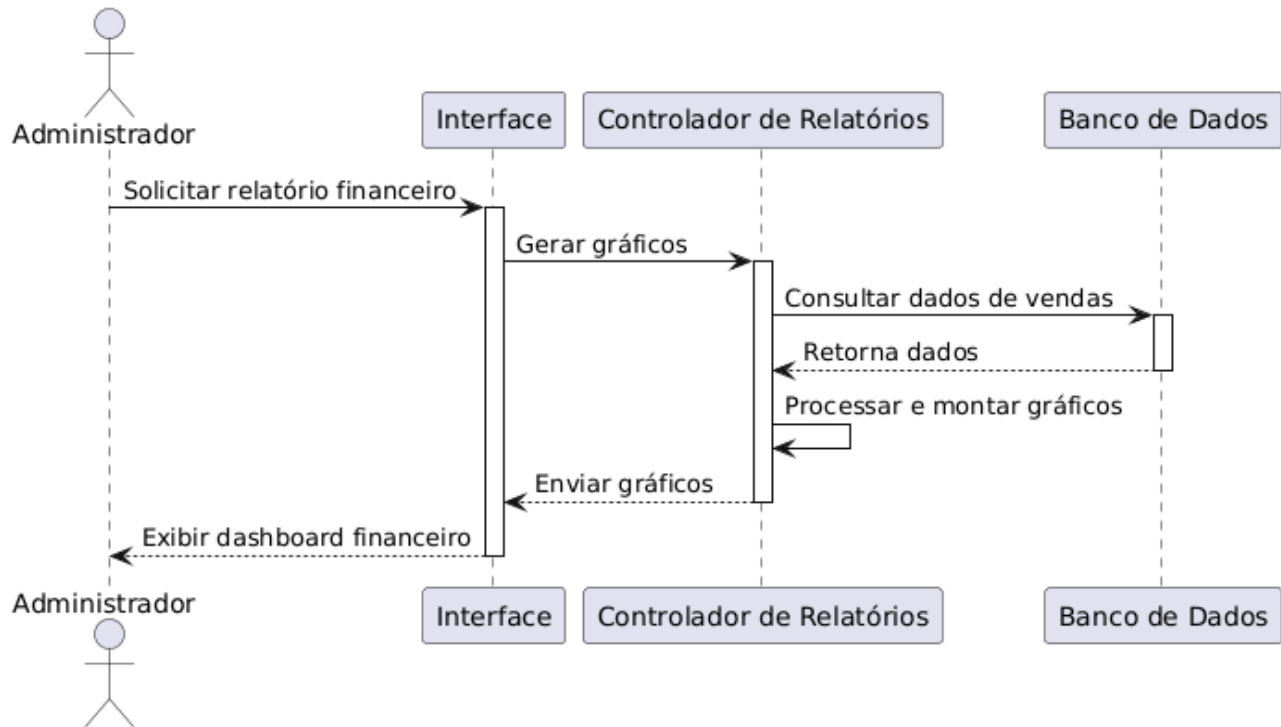 Administrador
Interface
Controlador de Relatórios
Banco de Dados
Solicitar relatório financeiro
Gerar gráficos
Consultar dados de vendas
Retorna dados
Processar e montar gráficos
Enviar gráficos
Exibir dashboard financeiro
Administrador
Interface
Controlador de Relatórios
Banco de Dados